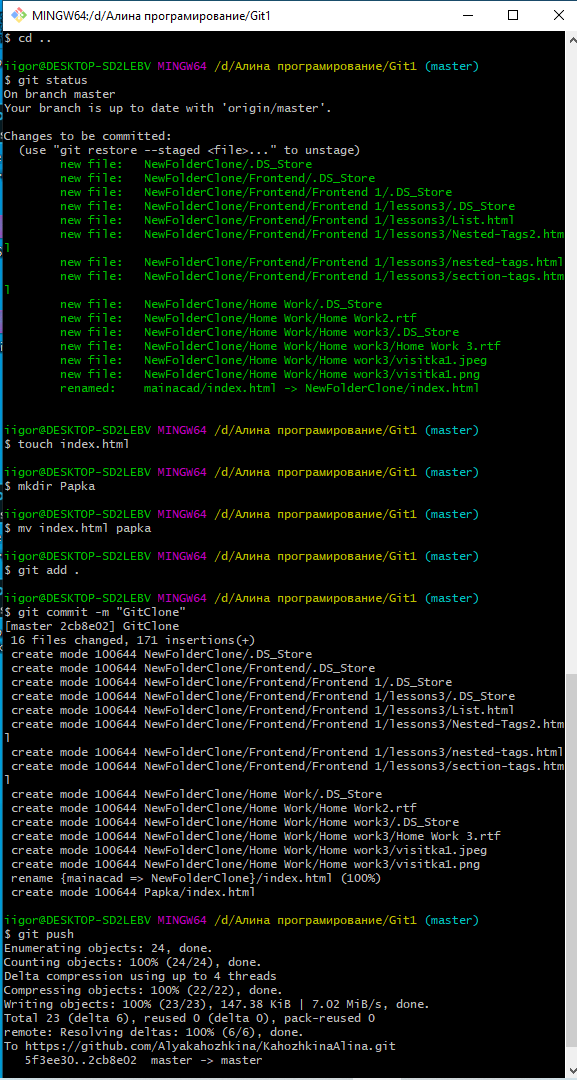 MINGW64:/d/Алина програмирование/Git1
$ cd ..
iigor@DESKTOP-SD2LEBV MINGW64 /d/Алина програмирование/Git1 (master)
$ git status
On branch master
Your branch is up to date with 'origin/master'.
Changes to be committed:
(use "git restore --staged <file>..." to unstage)
new file: NewFolderClone/.DS_Store
new file: NewFolderClone/Frontend/.DS_Store
new file: NewFolderClone/Frontend/Frontend 1/.DS_Store
new file: NewFolderClone/Frontend/Frontend 1/lessons3/.DS_Store
new file: NewFolderClone/Frontend/Frontend 1/lessons3/List.html
new file: NewFolderClone/Frontend/Frontend 1/lessons3/Nested-Tags2.htm
l
new file: NewFolderClone/Frontend/Frontend 1/lessons3/nested-tags.html
new file: NewFolderClone/Frontend/Frontend 1/lessons3/section-tags.htm
l
new file: NewFolderClone/Home Work/.DS_Store
new file: NewFolderClone/Home Work/Home Work2.rtf
new file: NewFolderClone/Home Work/Home work3/.DS_Store
new file: NewFolderClone/Home Work/Home work3/Home Work 3.rtf
new file: NewFolderClone/Home Work/Home work3/visitka1.jpeg
new file: NewFolderClone/Home Work/Home work3/visitka1.png
renamed: mainacad/index.html -> NewFolderClone/index.html
iigor@DESKTOP-SD2LEBV MINGW64 /d/Алина програмирование/Git1 (master)
$ touch index.html
iigor@DESKTOP-SD2LEBV MINGW64 /d/Алина програмирование/Git1 (master)
$ mkdir Papka
iigor@DESKTOP-SD2LEBV MINGW64 /d/Алина програмирование/Git1 (master)
$ mv index.html papka
iigor@DESKTOP-SD2LEBV MINGW64 /d/Алина програмирование/Git1 (master)
$ git add .
iigor@DESKTOP-SD2LEBV MINGW64 /d/Алина програмирование/Git1 (master)
$ git commit -m "GitClone"
[master 2cb8e02] GitClone
16 files changed, 171 insertions(+)
create mode 100644 NewFolderClone/.DS_Store
create mode 100644 NewFolderClone/Frontend/.DS_Store
create mode 100644 NewFolderClone/Frontend/Frontend 1/.DS_Store
create mode 100644 NewFolderClone/Frontend/Frontend 1/lessons3/.DS_Store
create mode 100644 NewFolderClone/Frontend/Frontend 1/lessons3/List.html
create mode 100644 NewFolderClone/Frontend/Frontend 1/lessons3/Nested-Tags2.htm
l
create mode 100644 NewFolderClone/Frontend/Frontend 1/lessons3/nested-tags.html
create mode 100644 NewFolderClone/Frontend/Frontend 1/lessons3/section-tags.htm
l
create mode 100644 NewFolderClone/Home Work/.DS_Store
create mode 100644 NewFolderClone/Home Work/Home Work2.rtf
create mode 100644 NewFolderClone/Home Work/Home work3/.DS_Store
create mode 100644 NewFolderClone/Home Work/Home work3/Home Work 3.rtf
create mode 100644 NewFolderClone/Home Work/Home work3/visitka1.jpeg
create mode 100644 NewFolderClone/Home Work/Home work3/visitka1.png
rename {mainacad => NewFolderClone}/index.html (100%)
create mode 100644 Papka/index.html
iigor@DESKTOP-SD2LEBV MINGW64 /d/Алина програмирование/Git1 (master)
$ git push
Enumerating objects: 24, done.
Counting objects: 100% (24/24), done.
Delta compression using up to 4 threads
Compressing objects: 100% (22/22), done.
Writing objects: 100% (23/23), 147.38 KiB | 7.02 MiB/s, done.
Total 23 (delta 6), reused 0 (delta 0), pack-reused 0
remote: Resolving deltas: 100% (6/6), done.
To https://github.com/Alyakahozhkina/KahozhkinaAlina.git
5f3ee30..2cb8e02 master -> master